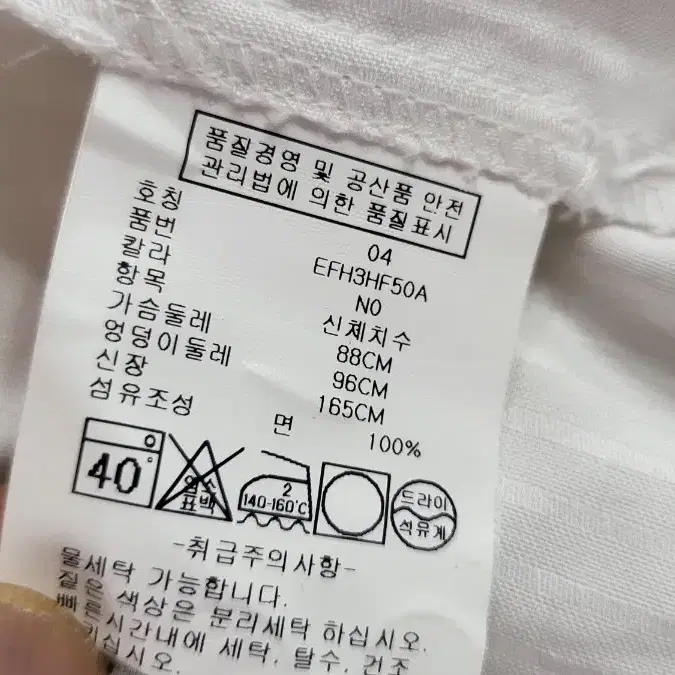 품질경영 및 공산품 안전
관리법에 의한 품질표시
호칭 04
품번 EFH3HF50A
칼라 NO
항목 신체치수
가슴둘레 88CM
엉덩이둘레 96CM
신장 165CM
섬유조성 면 100%
40°
염소
표백
2
140-160℃
드라이
석유계
-취급주의사항-
물세탁 가능합니다.
짙은 색상은 분리세탁 하십시오.
빠른시간내에 세탁, 탈수, 건조
하십시오.